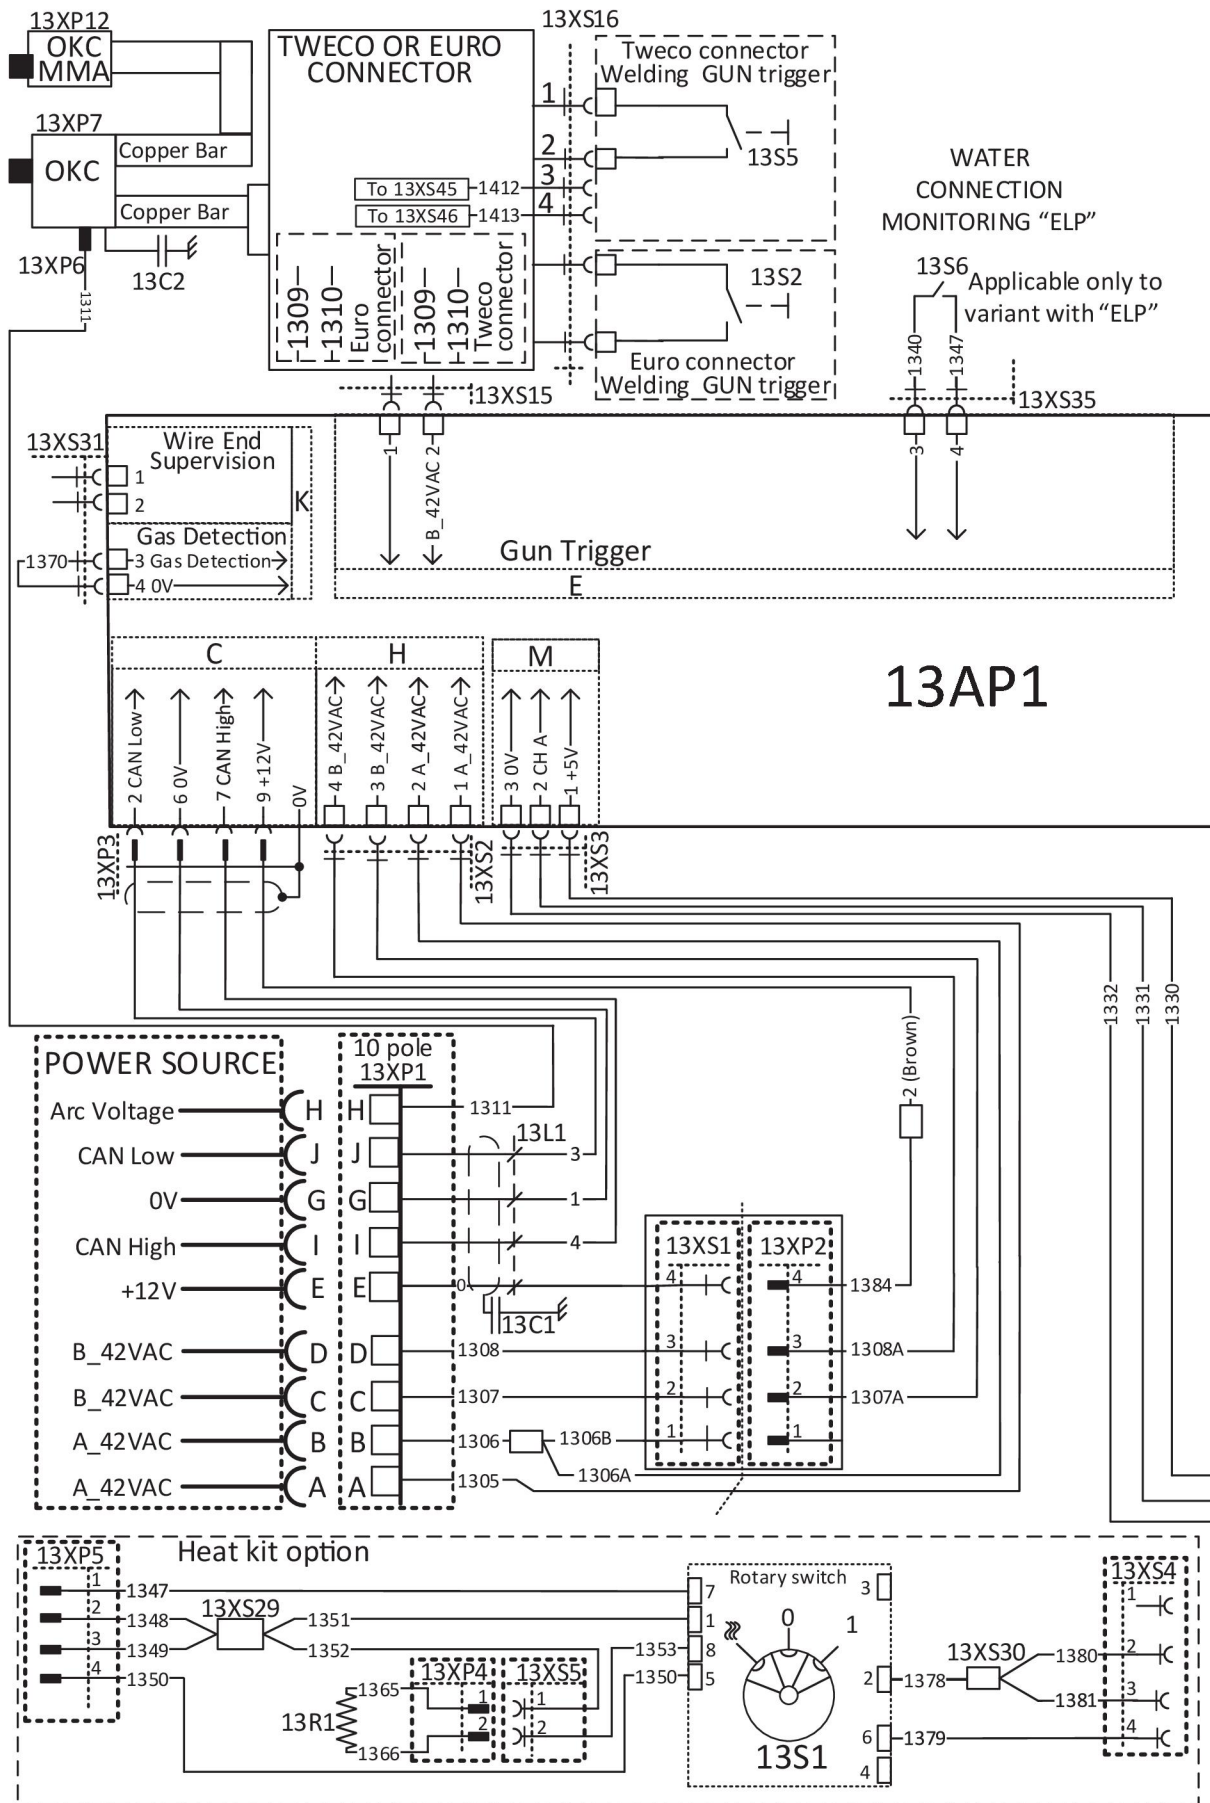 13XP12
OKC
MMA
13XP7
OKC
Copper Bar
Copper Bar
13XP6
13C2
1311
TWECO OR EURO
CONNECTOR
To 13XS45
1412
To 13XS46
1413
1
2
3
4
1309
1310
Euro
connector
1309
1310
Tweco
connector
13XS16
Tweco connector
Welding GUN trigger
13S5
13S2
Euro connector
Welding GUN trigger
WATER
CONNECTION
MONITORING “ELP”
13S6
Applicable only to
variant with “ELP”
1340
1347
13XS15
13XS35
13XS31
Wire End
Supervision
1
2
K
Gas Detection
1370
3 Gas Detection
4 0V
1
B_42VAC 2
3
4
Gun Trigger
E
C
H
M
13AP1
2 CAN Low
6 0V
7 CAN High
9 +12V
0V
4 B_42VAC
3 B_42VAC
2 A_42VAC
1 A_42VAC
3 0V
2 CH A
1 +5V
13XP3
13XS2
13XS3
1332
1331
1330
2 (Brown)
POWER SOURCE
10 pole
13XP1
Arc Voltage
H
H
1311
13L1
CAN Low
J
J
3
0V
G
G
1
CAN High
I
I
4
+12V
E
E
0
13C1
13XS1
13XP2
4
4
1384
B_42VAC
D
D
1308
3
3
1308A
B_42VAC
C
C
1307
2
2
1307A
A_42VAC
B
B
1306
1306B
1
1
1306A
A_42VAC
A
A
1305
Heat kit option
13XP5
1
1347
2
1348
13XS29
1351
3
1349
1352
4
1350
1353
1350
1365
13R1
1366
13XP4
1
2
13XS5
1
2
Rotary switch
7
1
8
5
3
2
6
4
0
1
13S1
1378
13XS30
1380
1381
1379
13XS4
1
2
3
4